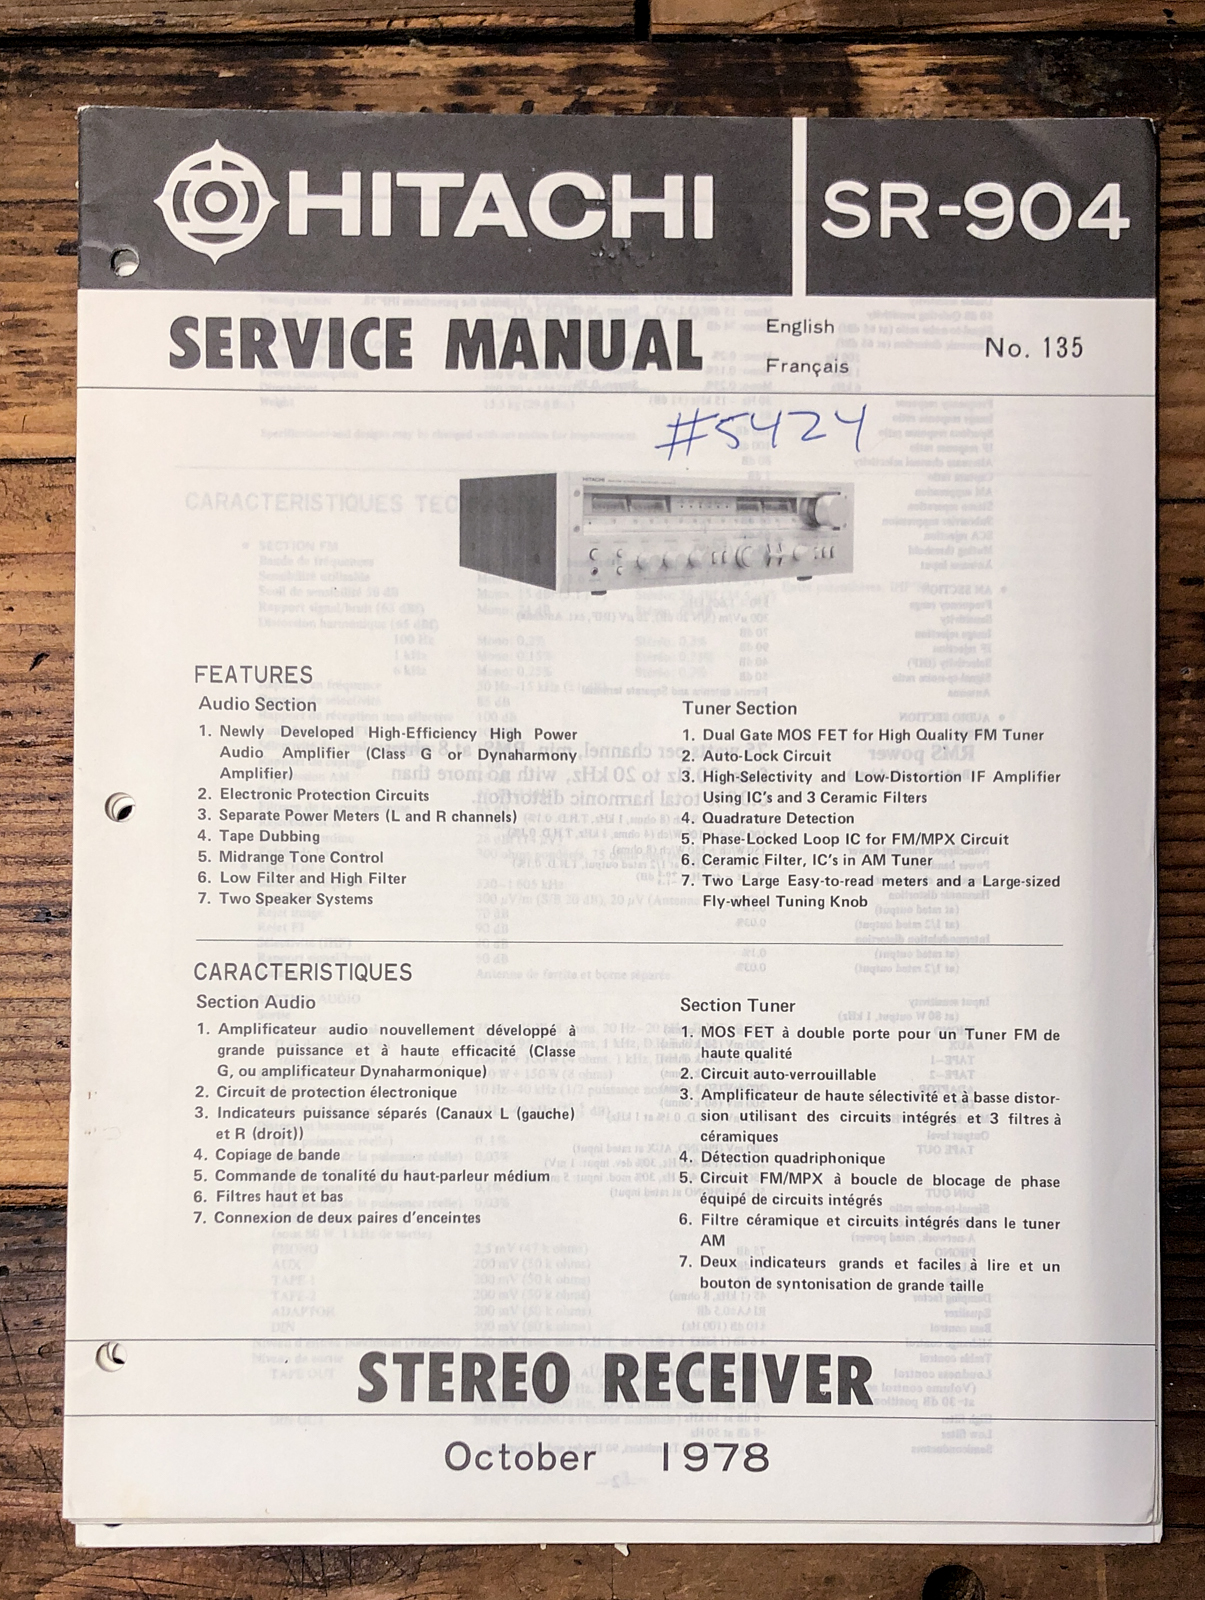 HITACHI
SR-904
SERVICE MANUAL
English
Français
No. 135
#5424
HITACHI
FEATURES
Audio Section
1. Newly Developed High-Efficiency High Power
Audio Amplifier (Class G or Dynaharmony
Amplifier)
2. Electronic Protection Circuits
3. Separate Power Meters (L and R channels)
4. Tape Dubbing
5. Midrange Tone Control
6. Low Filter and High Filter
7. Two Speaker Systems
Tuner Section
1. Dual Gate MOS FET for High Quality FM Tuner
2. Auto-Lock Circuit
3. High-Selectivity and Low-Distortion IF Amplifier
Using IC's and 3 Ceramic Filters
4. Quadrature Detection
5. Phase-Locked Loop IC for FM/MPX Circuit
6. Ceramic Filter, IC's in AM Tuner
7. Two Large Easy-to-read meters and a Large-sized
Fly-wheel Tuning Knob
CARACTERISTIQUES
Section Audio
1. Amplificateur audio nouvellement développé à
grande puissance et à haute efficacité (Classe
G, ou amplificateur Dynaharmonique)
2. Circuit de protection électronique
3. Indicateurs puissance séparés (Canaux L (gauche)
et R (droit))
4. Copiage de bande
5. Commande de tonalité du haut-parleur médium
6. Filtres haut et bas
7. Connexion de deux paires d'enceintes
Section Tuner
1. MOS FET à double porte pour un Tuner FM de
haute qualité
2. Circuit auto-verrouillable
3. Amplificateur de haute sélectivité et à basse distor-
sion utilisant des circuits intégrés et 3 filtres à
céramiques
4. Détection quadriphonique
5. Circuit FM/MPX à boucle de blocage de phase
équipé de circuits intégrés
6. Filtre céramique et circuits intégrés dans le tuner
AM
7. Deux indicateurs grands et faciles à lire et un
bouton de syntonisation de grande taille
STEREO RECEIVER
October 1978